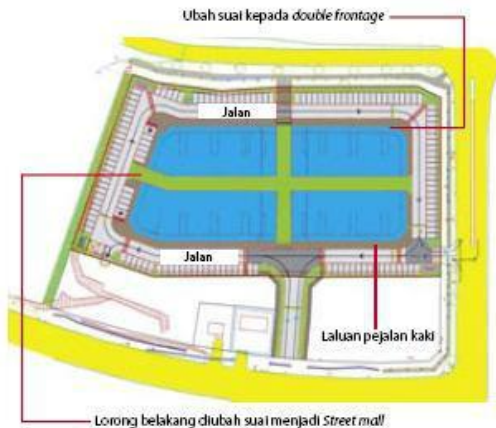 Ubah suai kepada double frontage
Jalan
Jalan
Laluan pejalan kaki
Lorong belakang diubah suai menjadi Street mall